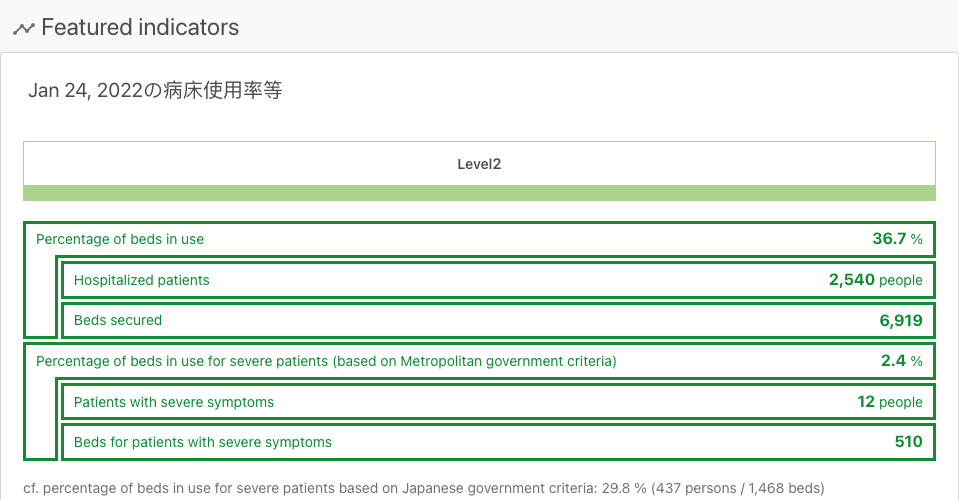 Featured indicators
Jan 24, 2022の病床使用率等
Level2
Percentage of beds in use 36.7 %
Hospitalized patients 2,540 people
Beds secured 6,919
Percentage of beds in use for severe patients (based on Metropolitan government criteria) 2.4 %
Patients with severe symptoms 12 people
Beds for patients with severe symptoms 510
cf. percentage of beds in use for severe patients based on Japanese government criteria: 29.8 % (437 persons / 1,468 beds)